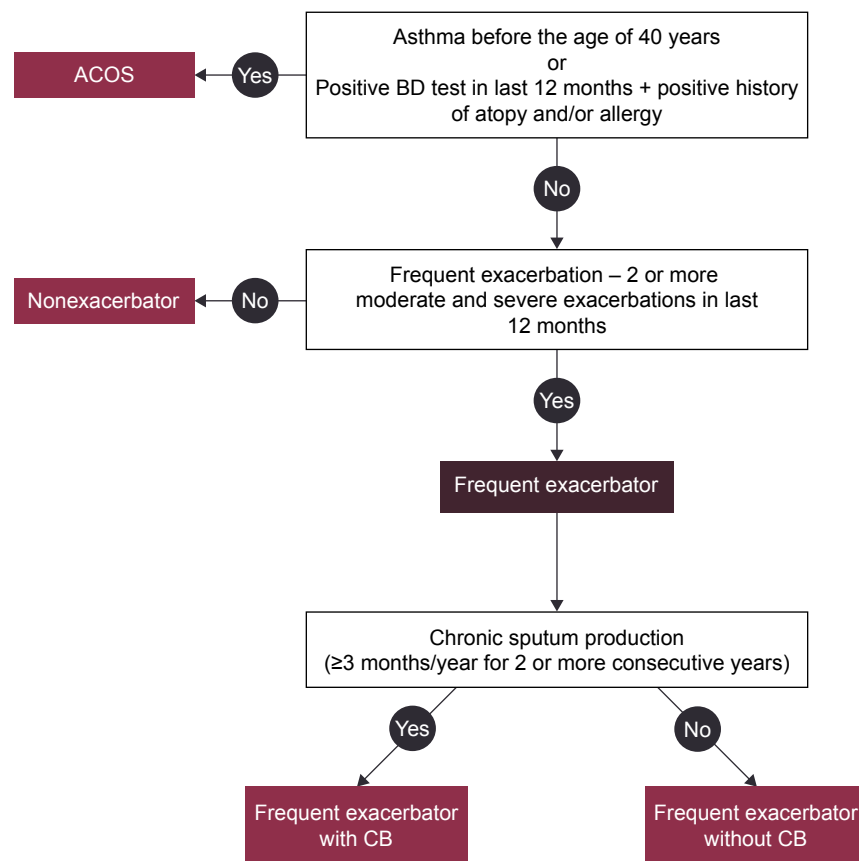 Asthma before the age of 40 years
or
Positive BD test in last 12 months + positive history
of atopy and/or allergy
Yes
ACOS
No
Frequent exacerbation – 2 or more
moderate and severe exacerbations in last
12 months
No
Nonexacerbator
Yes
Frequent exacerbator
Chronic sputum production
(≥3 months/year for 2 or more consecutive years)
Yes
No
Frequent exacerbator
with CB
Frequent exacerbator
without CB